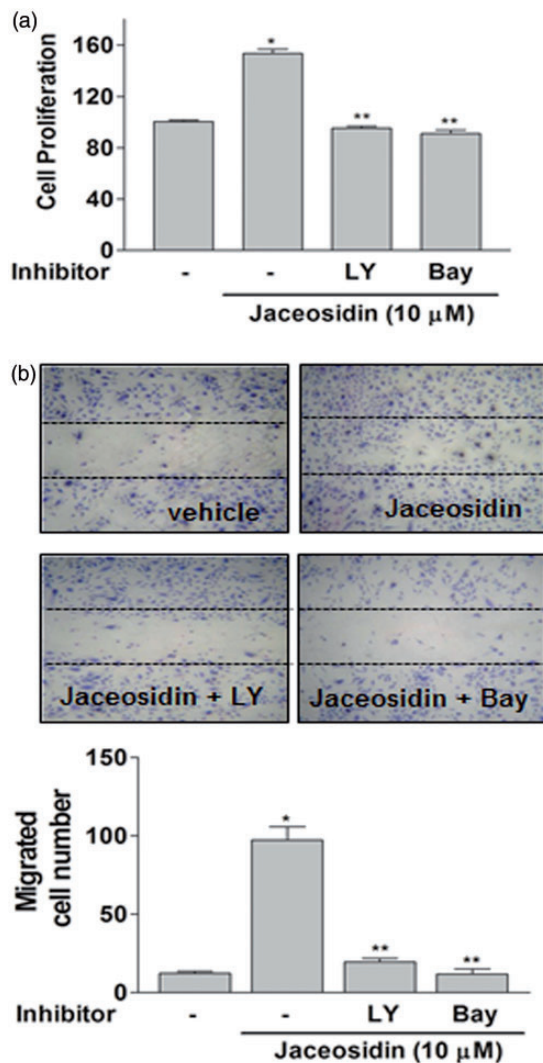 (a)
Cell Proliferation
160
120
80
40
0
*
**
**
Inhibitor - - LY Bay
Jaceosidin (10 μM)
(b)
vehicle
Jaceosidin
Jaceosidin + LY
Jaceosidin + Bay
Migrated
cell number
150
100
50
0
*
**
**
Inhibitor - - LY Bay
Jaceosidin (10 μM)